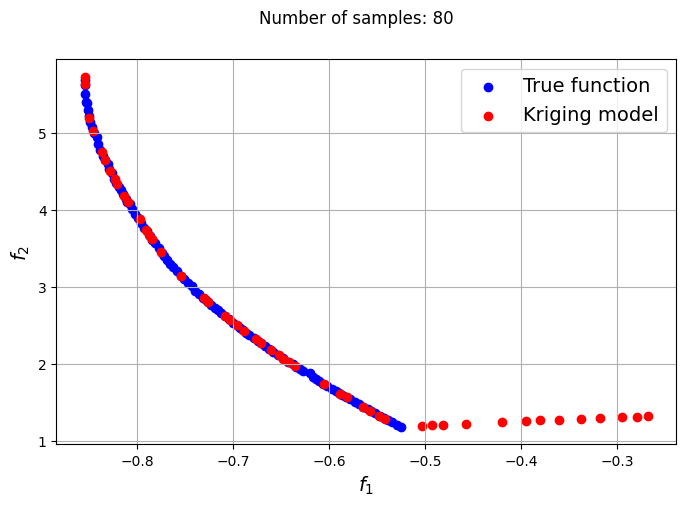 Number of samples: 80
True function
Kriging model
5
4
3
2
1
f₂
−0.8 −0.7 −0.6 −0.5 −0.4 −0.3
f₁